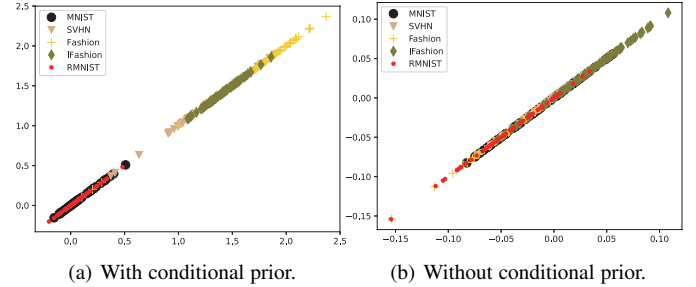 2.5
2.0
1.5
1.0
0.5
0.0
MNIST
SVHN
Fashion
IFashion
RMNIST
0.0 0.5 1.0 1.5 2.0 2.5
(a) With conditional prior.
0.10
0.05
0.00
−0.05
−0.10
−0.15
MNIST
SVHN
Fashion
IFashion
RMNIST
−0.15 −0.10 −0.05 0.00 0.05 0.10
(b) Without conditional prior.